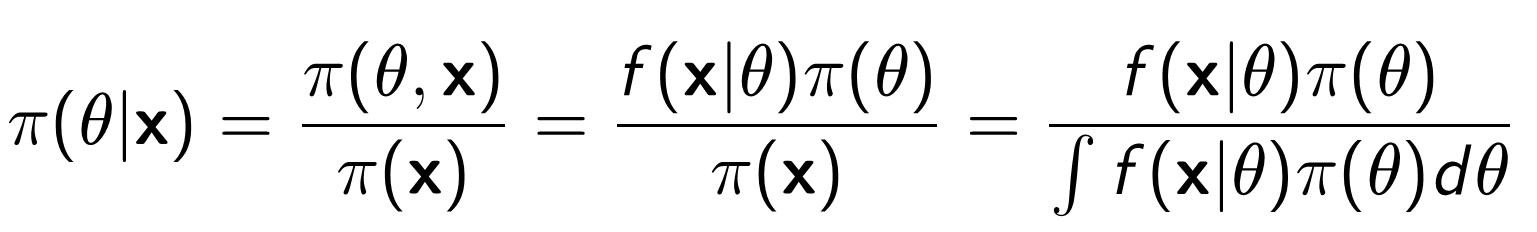 π(θ|x) = π(θ, x) / π(x) = f(x|θ)π(θ) / π(x) = f(x|θ)π(θ) / ∫ f(x|θ)π(θ)dθ